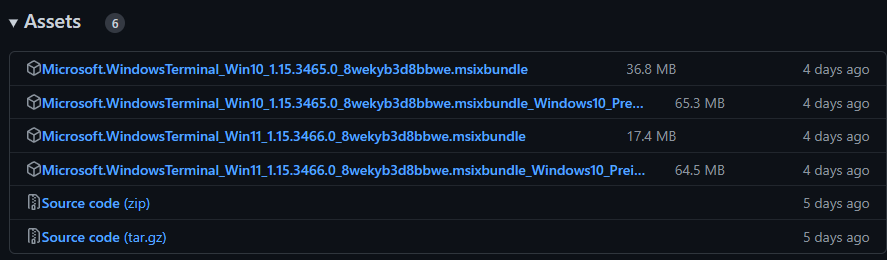 Assets 6
Microsoft.WindowsTerminal_Win10_1.15.3465.0_8wekyb3d8bbwe.msixbundle 36.8 MB 4 days ago
Microsoft.WindowsTerminal_Win10_1.15.3465.0_8wekyb3d8bbwe.msixbundle_Windows10_Pre... 65.3 MB 4 days ago
Microsoft.WindowsTerminal_Win11_1.15.3466.0_8wekyb3d8bbwe.msixbundle 17.4 MB 4 days ago
Microsoft.WindowsTerminal_Win11_1.15.3466.0_8wekyb3d8bbwe.msixbundle_Windows10_Prei... 64.5 MB 4 days ago
Source code (zip) 5 days ago
Source code (tar.gz) 5 days ago